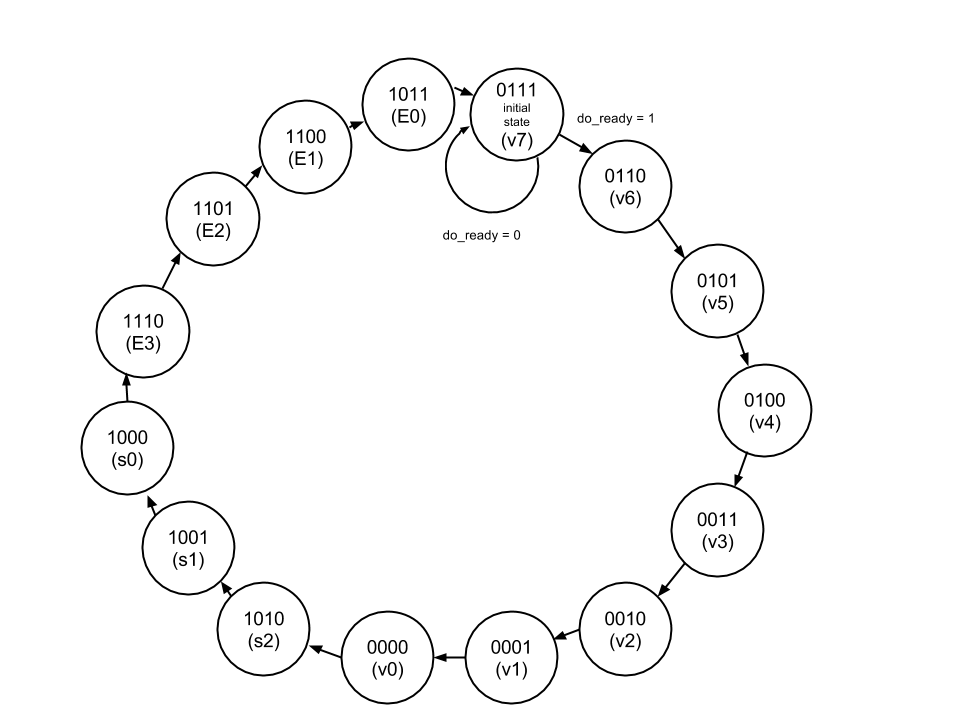 0111
initial
state
(v7)
do_ready = 1
do_ready = 0
0110
(v6)
0101
(v5)
0100
(v4)
0011
(v3)
0010
(v2)
0001
(v1)
0000
(v0)
1010
(s2)
1001
(s1)
1000
(s0)
1110
(E3)
1101
(E2)
1100
(E1)
1011
(E0)